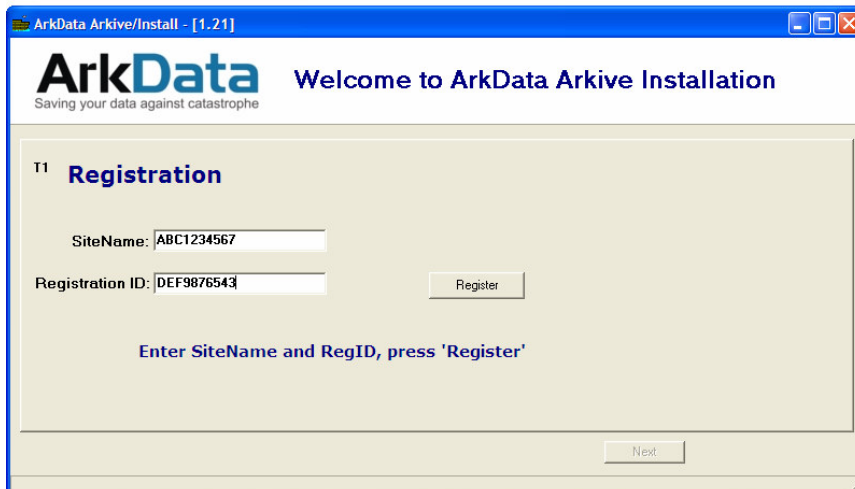 ArkData Arkive/Install - [1.21]
ArkData
Saving your data against catastrophe
Welcome to ArkData Arkive Installation
T1 Registration
SiteName: ABC1234567
Registration ID: DEF9876543
Register
Enter SiteName and RegID, press 'Register'
Next